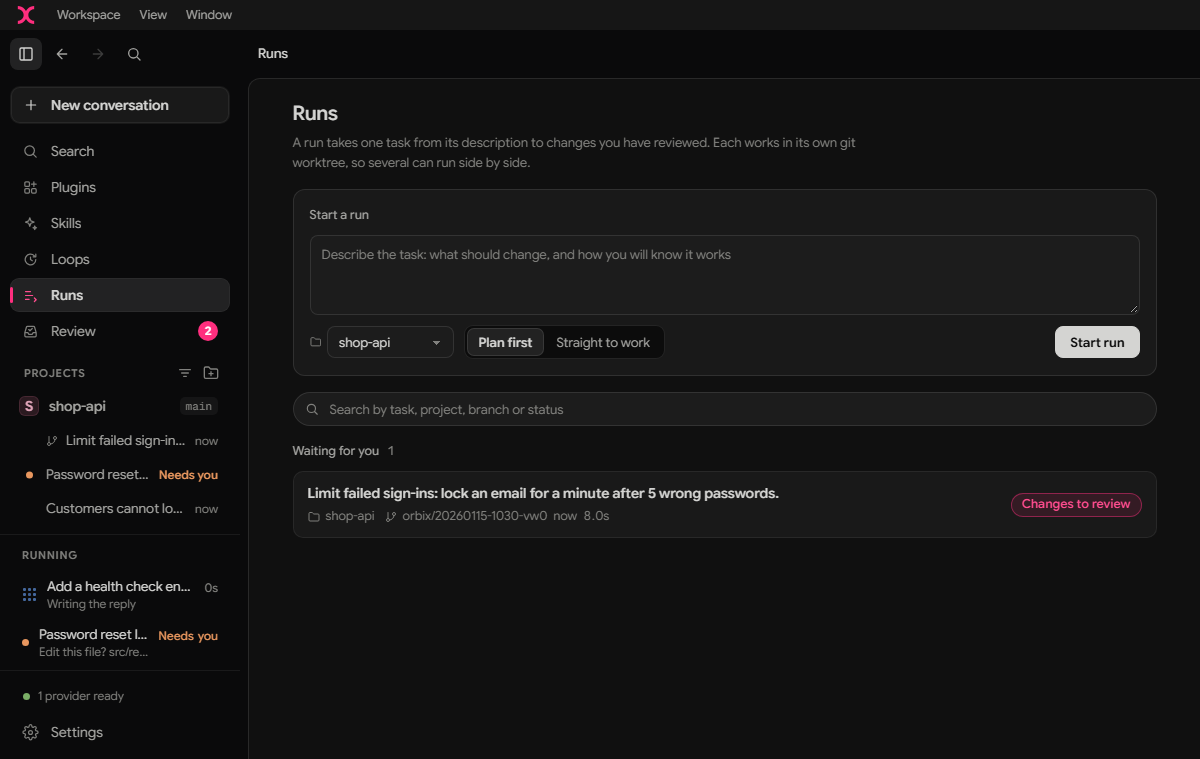 Workspace View Window
Runs
New conversation
Search
Plugins
Skills
Loops
Runs
Review 2
PROJECTS
S shop-api main
Limit failed sign-in... now
Password reset... Needs you
Customers cannot lo... now
RUNNING
Add a health check en... 0s
Writing the reply
Password reset l... Needs you
Edit this file? src/re...
1 provider ready
Settings
Runs
A run takes one task from its description to changes you have reviewed. Each works in its own git
worktree, so several can run side by side.
Start a run
Describe the task: what should change, and how you will know it works
shop-api Plan first Straight to work Start run
Search by task, project, branch or status
Waiting for you 1
Limit failed sign-ins: lock an email for a minute after 5 wrong passwords.
shop-api orbix/20260115-1030-vw0 now 8.0s
Changes to review